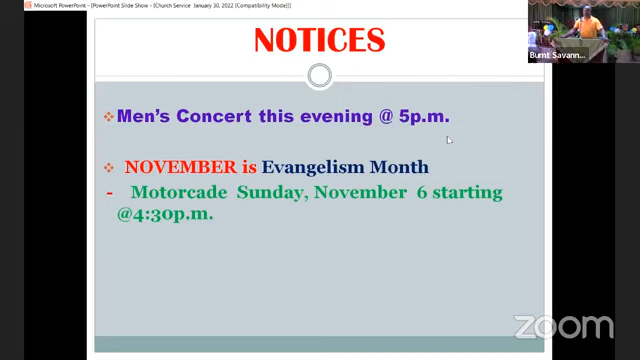 Microsoft PowerPoint - [PowerPoint Slide Show - [Church Service January 30, 2022 [Compatibility Mode]]]
NOTICES
Men's Concert this evening @ 5p.m.
NOVEMBER is Evangelism Month
- Motorcade Sunday, November 6 starting
@4:30p.m.
Burnt Savann...
zoom